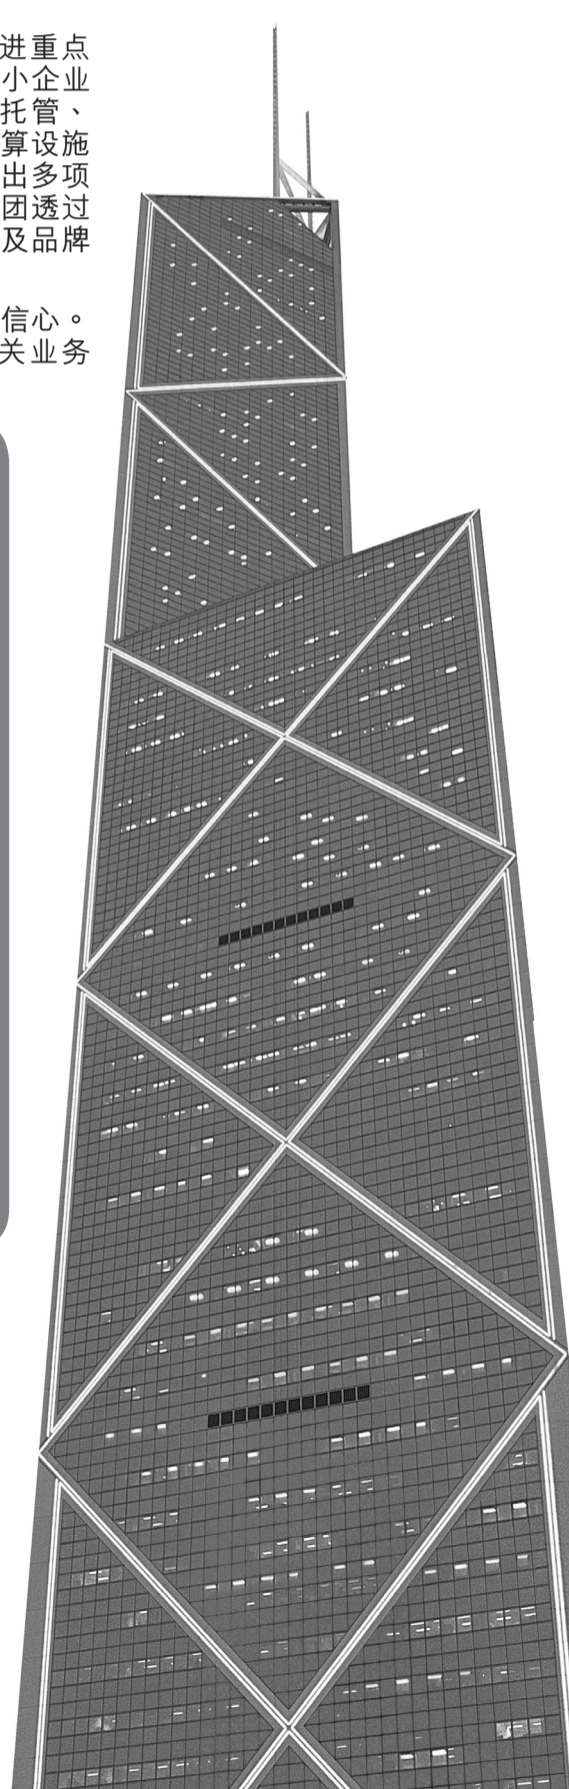 进重点
小企业
托管、
算设施
出多项
团透过
及品牌
信心。
关业务